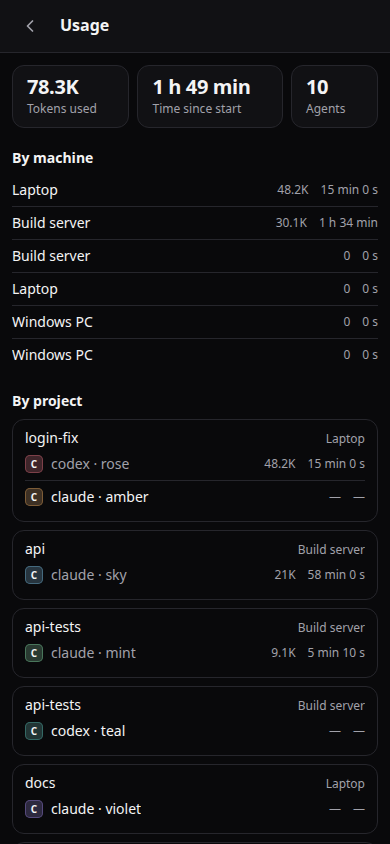 Usage
78.3K 1 h 49 min 10
Tokens used Time since start Agents
By machine
Laptop 48.2K 15 min 0 s
Build server 30.1K 1 h 34 min
Build server 0 0 s
Laptop 0 0 s
Windows PC 0 0 s
Windows PC 0 0 s
By project
login-fix Laptop
C codex · rose 48.2K 15 min 0 s
C claude · amber — —
api Build server
C claude · sky 21K 58 min 0 s
api-tests Build server
C claude · mint 9.1K 5 min 10 s
api-tests Build server
C codex · teal — —
docs Laptop
C claude · violet — —